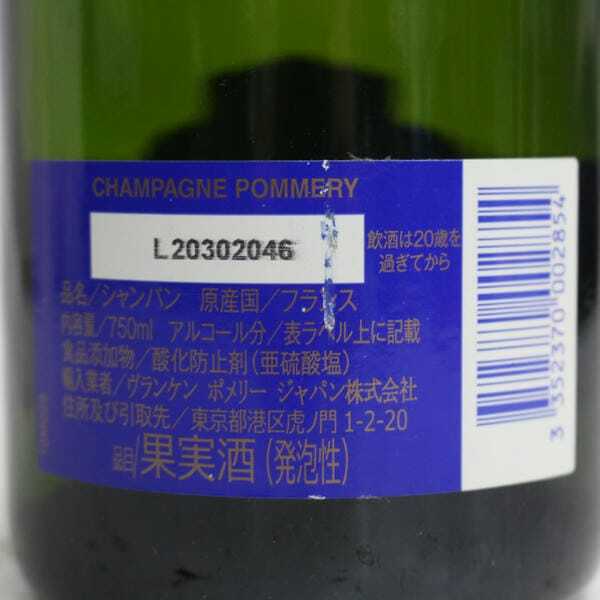 CHAMPAGNE POMMERY
L20302046
飲酒は20歳を
過ぎてから
品名/シャンパン 原産国/フランス
内容量/750ml アルコール分/表ラベル上に記載
食品添加物/酸化防止剤(亜硫酸塩)
輸入業者/ヴランケン ポメリー ジャパン株式会社
住所及び引取先/東京都港区虎ノ門 1-2-20
品目/果実酒(発泡性)
3 352370 002854